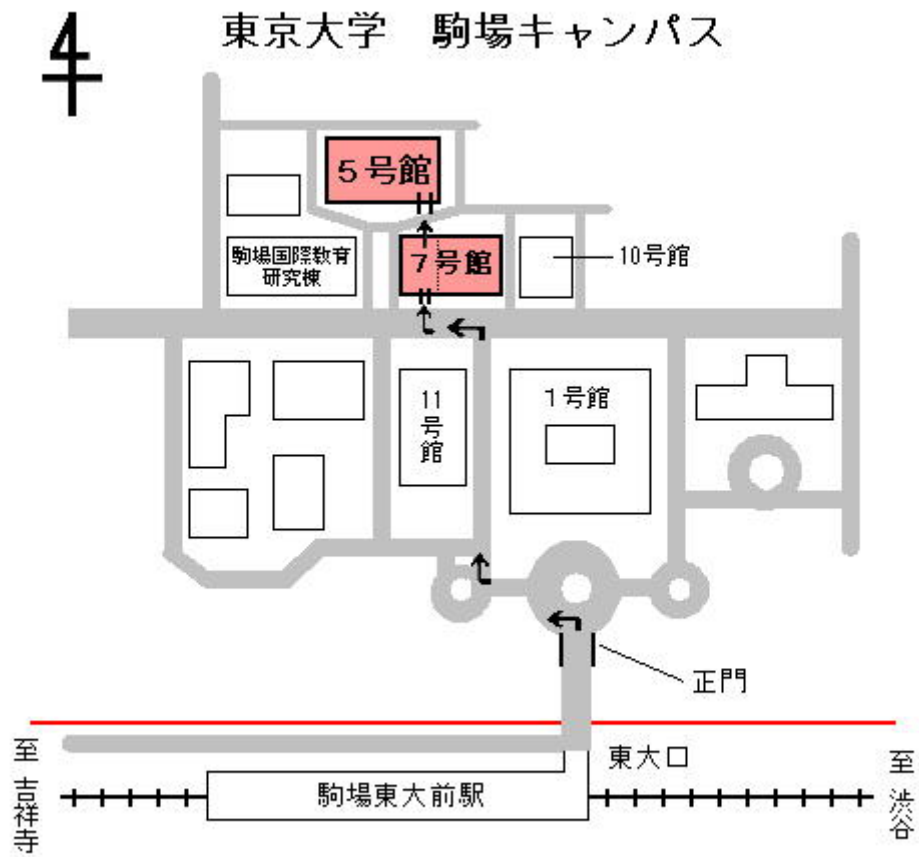 東京大学　駒場キャンパス
5号館
駒場国際教育
研究棟
7号館
10号館
11号館
1号館
正門
東大口
至吉祥寺
駒場東大前駅
至渋谷